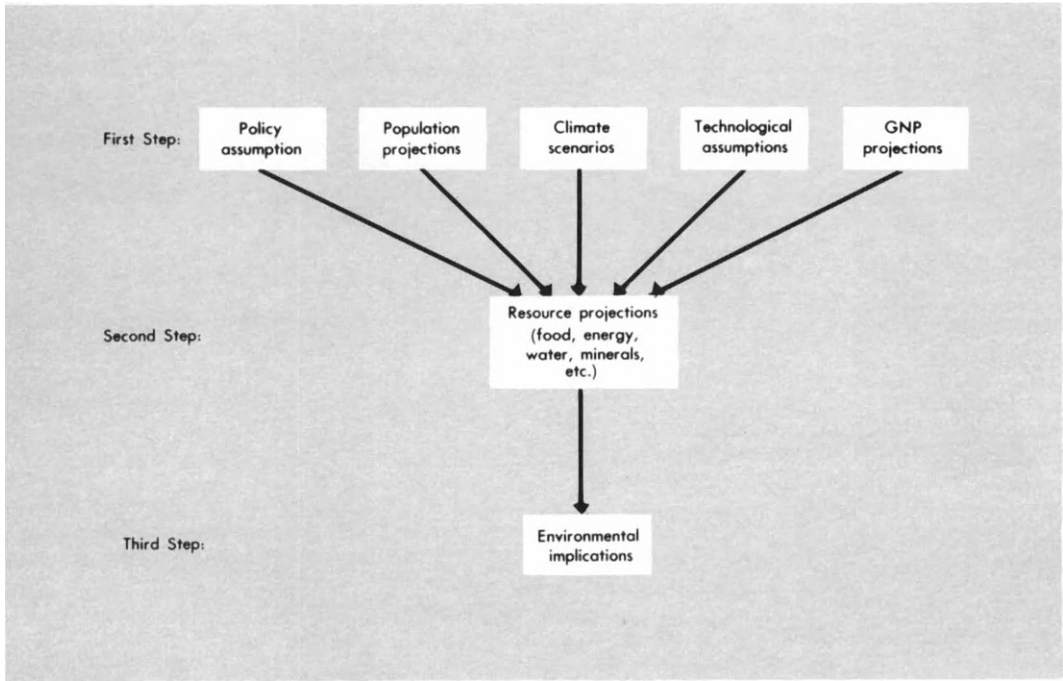 First Step:
Policy
assumption
Population
projections
Climate
scenarios
Technological
assumptions
GNP
projections
Second Step:
Resource projections
(food, energy,
water, minerals,
etc.)
Third Step:
Environmental
implications